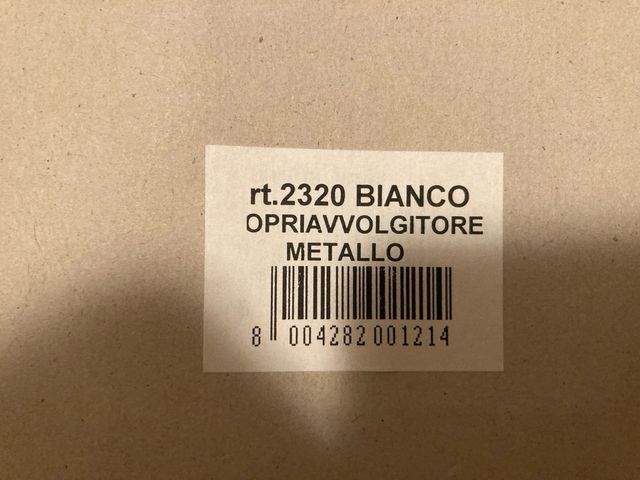 rt.2320 BIANCO
OPRIAVVOLGITORE
METALLO
8 004282 001214